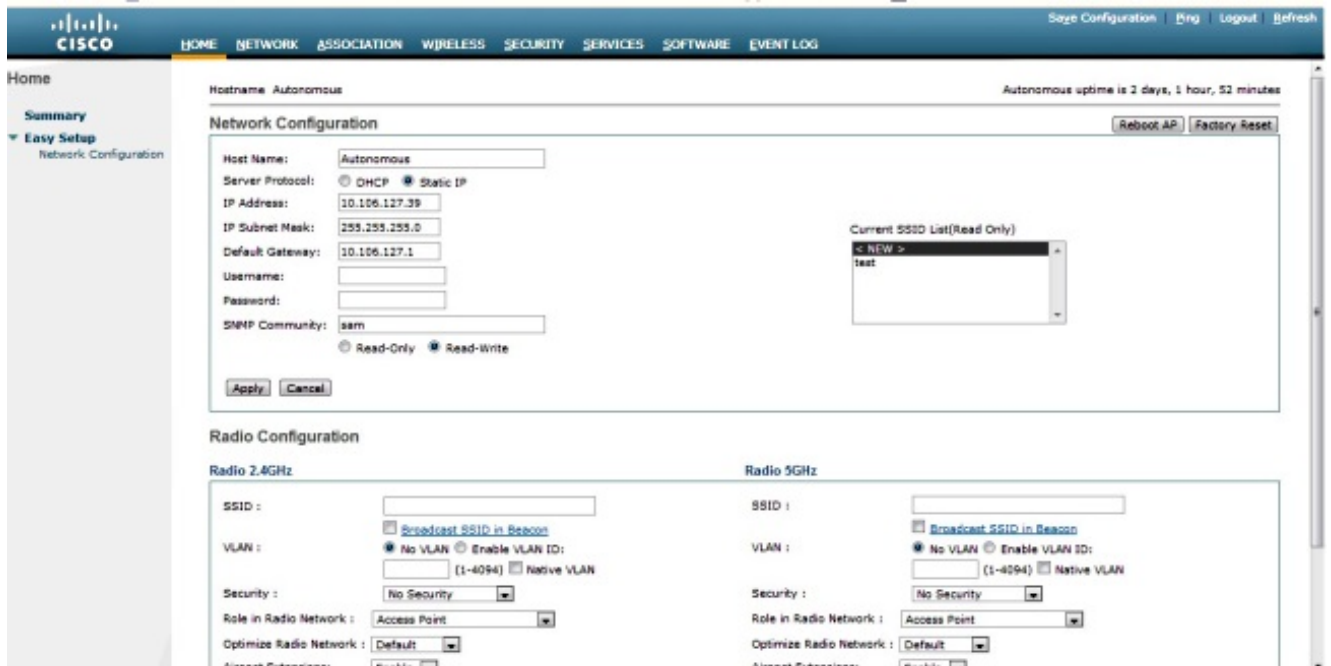 Save Configuration Ping Logout Refresh
CISCO
HOME NETWORK ASSOCIATION WIRELESS SECURITY SERVICES SOFTWARE EVENT LOG
Home
Summary
Easy Setup
Network Configuration
Hostname Autonomous
Autonomous uptime is 2 days, 1 hour, 52 minutes
Network Configuration
Reboot AP Factory Reset
Host Name: Autonomous
Server Protocol: DHCP Static IP
IP Address: 10.106.127.39
IP Subnet Mask: 255.255.255.0
Default Gateway: 10.106.127.1
Username:
Password:
SNMP Community: sam
Read-Only Read-Write
Current SSID List(Read Only)
< NEW >
test
Apply Cancel
Radio Configuration
Radio 2.4GHz
SSID :
Broadcast SSID in Beacon
VLAN : No VLAN Enable VLAN ID:
(1-4094) Native VLAN
Security : No Security
Role in Radio Network : Access Point
Optimize Radio Network : Default
Radio 5GHz
SSID :
Broadcast SSID in Beacon
VLAN : No VLAN Enable VLAN ID:
(1-4094) Native VLAN
Security : No Security
Role in Radio Network : Access Point
Optimize Radio Network : Default